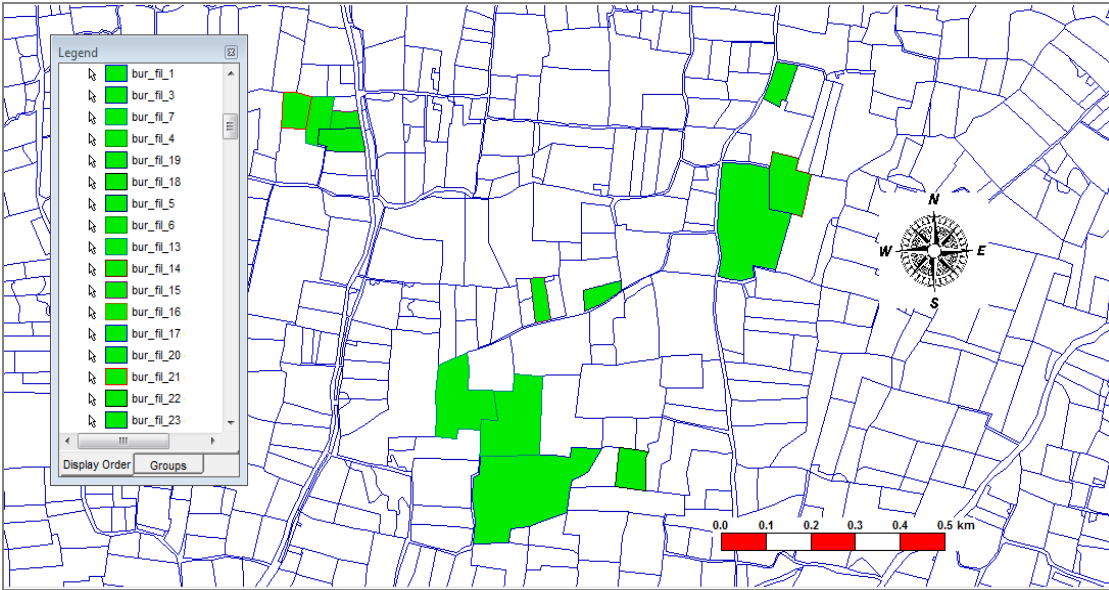 Legend
bur_fil_1
bur_fil_3
bur_fil_7
bur_fil_4
bur_fil_19
bur_fil_18
bur_fil_5
bur_fil_6
bur_fil_13
bur_fil_14
bur_fil_15
bur_fil_16
bur_fil_17
bur_fil_20
bur_fil_21
bur_fil_22
bur_fil_23
Display Order Groups
N
W E
S
0.0 0.1 0.2 0.3 0.4 0.5 km